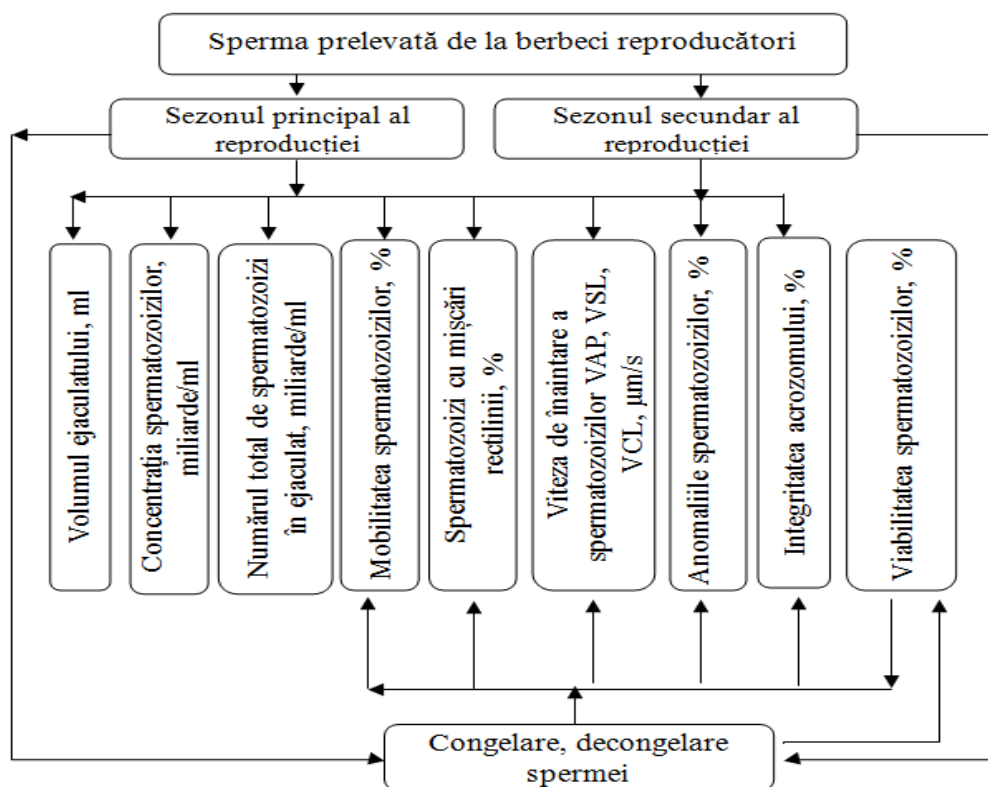 Sperma prelevată de la berbeci reproducători
Sezonul principal al
reproducției
Sezonul secundar al
reproducției
Volumul ejaculatului, ml
Concentrația spermatozoizilor,
miliarde/ml
Numărul total de spermatozoizi
în ejaculat, miliarde/ml
Mobilitatea spermatozoizilor, %
Spermatozoizi cu mișcări
rectilinii, %
Viteza de înaintare a
spermatozoizilor VAP, VSL,
VCL, µm/s
Anomaliile spermatozoizilor, %
Integritatea acrozomului, %
Viabilitatea spermatozoizilor, %
Congelare, decongelare
spermei